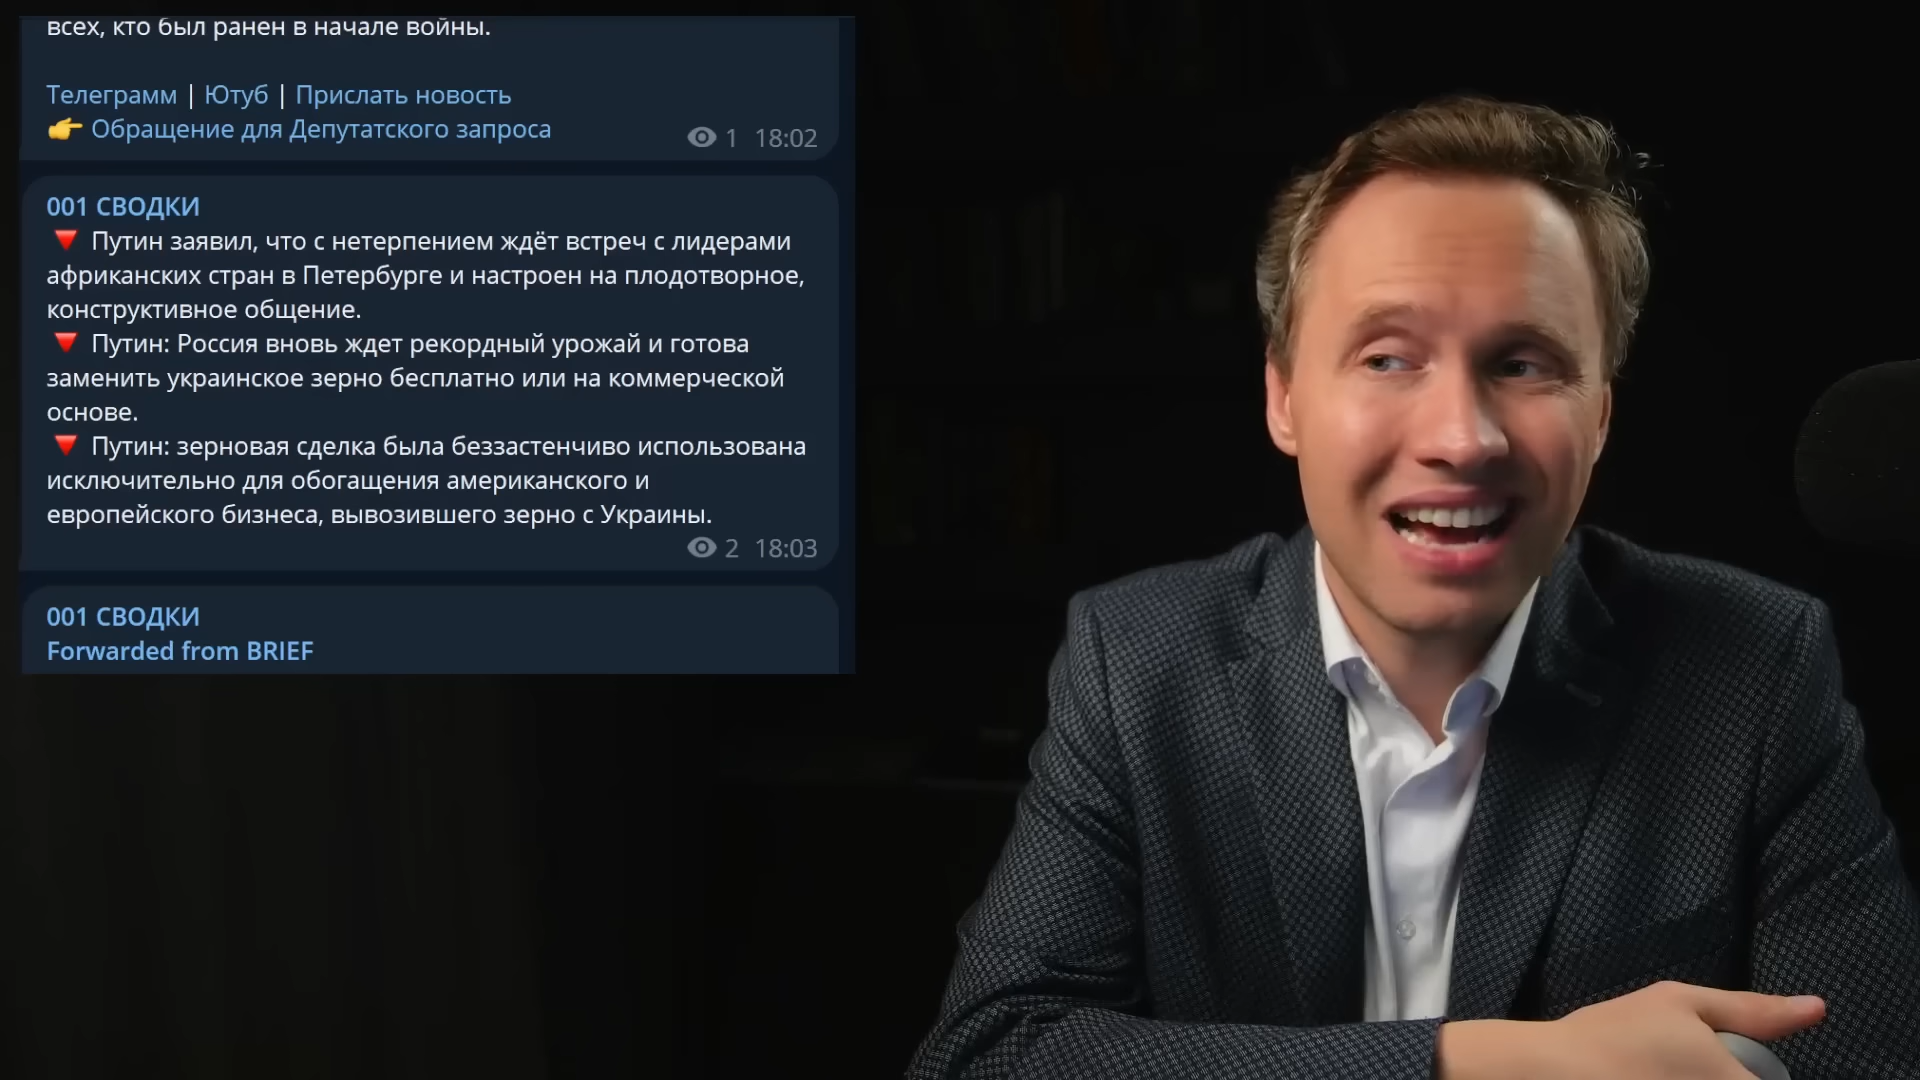 всех, кто был ранен в начале войны.
Телеграмм | Ютуб | Прислать новость
👉 Обращение для Депутатского запроса
1 18:02
001 СВОДКИ
🔻 Путин заявил, что с нетерпением ждёт встреч с лидерами
африканских стран в Петербурге и настроен на плодотворное,
конструктивное общение.
🔻 Путин: Россия вновь ждет рекордный урожай и готова
заменить украинское зерно бесплатно или на коммерческой
основе.
🔻 Путин: зерновая сделка была беззастенчиво использована
исключительно для обогащения американского и
европейского бизнеса, вывозившего зерно с Украины.
2 18:03
001 СВОДКИ
Forwarded from BRIEF